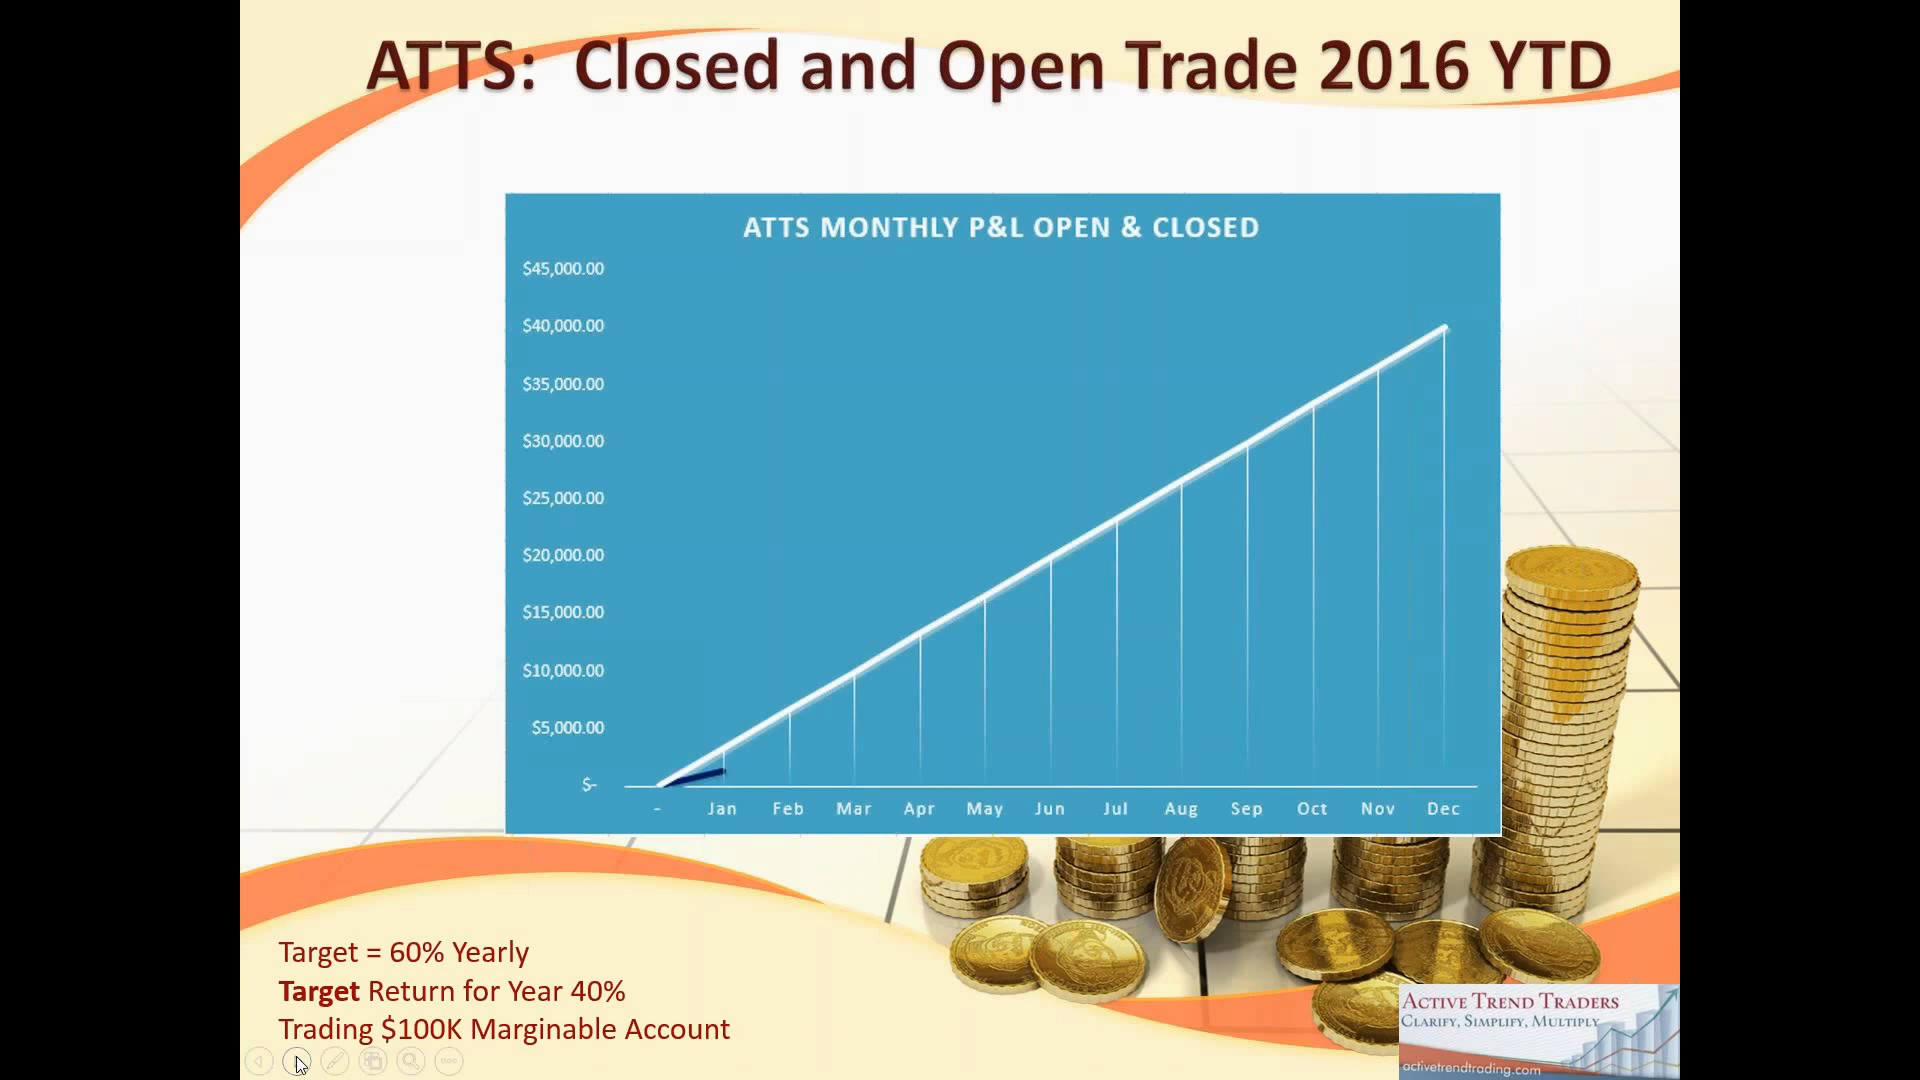 ATTS: Closed and Open Trade 2016 YTD
ATTS MONTHLY P&L OPEN & CLOSED
$45,000.00
$40,000.00
$35,000.00
$30,000.00
$25,000.00
$20,000.00
$15,000.00
$10,000.00
$5,000.00
$-
- Jan Feb Mar Apr May Jun Jul Aug Sep Oct Nov Dec
Target = 60% Yearly
Target Return for Year 40%
Trading $100K Marginable Account
ACTIVE TREND TRADERS
CLARIFY, SIMPLIFY, MULTIPLY
activetrendtrading.com